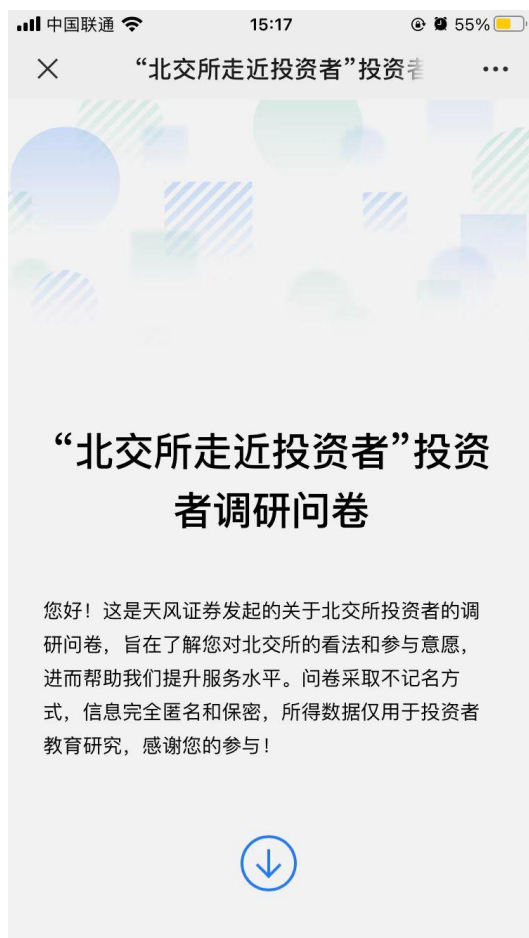 中国联通
15:17
55%
“北交所走近投资者”投资者
“北交所走近投资者”投资
者调研问卷
您好！这是天风证券发起的关于北交所投资者的调
研问卷，旨在了解您对北交所的看法和参与意愿，
进而帮助我们提升服务水平。问卷采取不记名方
式，信息完全匿名和保密，所得数据仅用于投资者
教育研究，感谢您的参与！